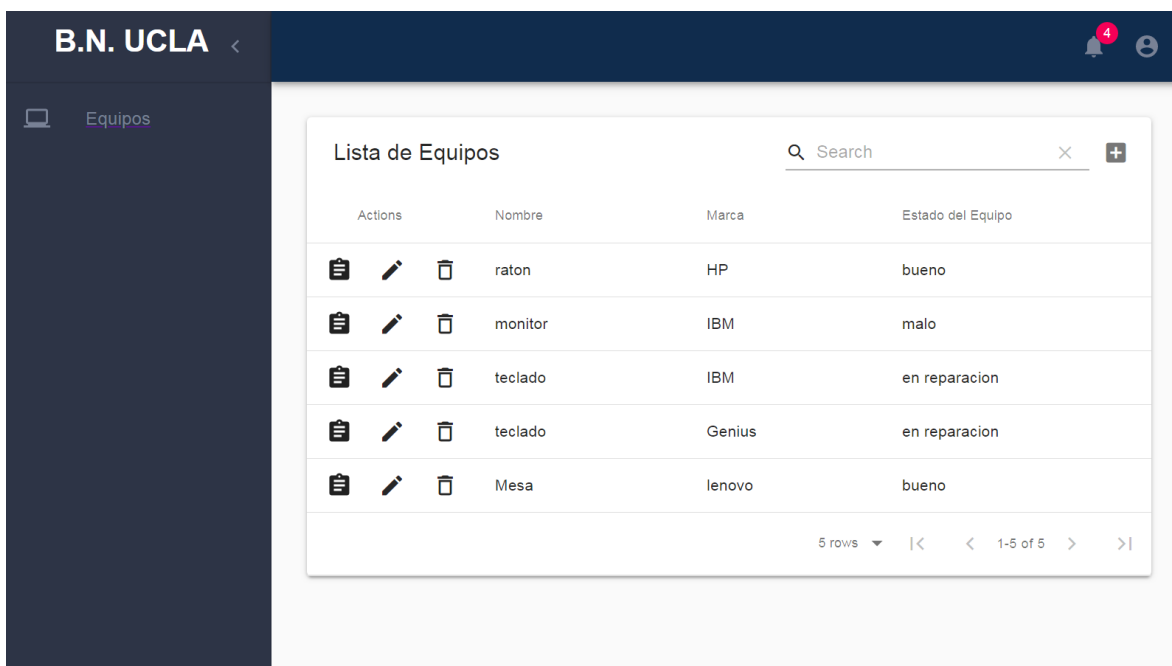 B.N. UCLA
4
Equipos
Lista de Equipos
Search
Actions Nombre Marca Estado del Equipo
raton HP bueno
monitor IBM malo
teclado IBM en reparacion
teclado Genius en reparacion
Mesa lenovo bueno
5 rows 1-5 of 5